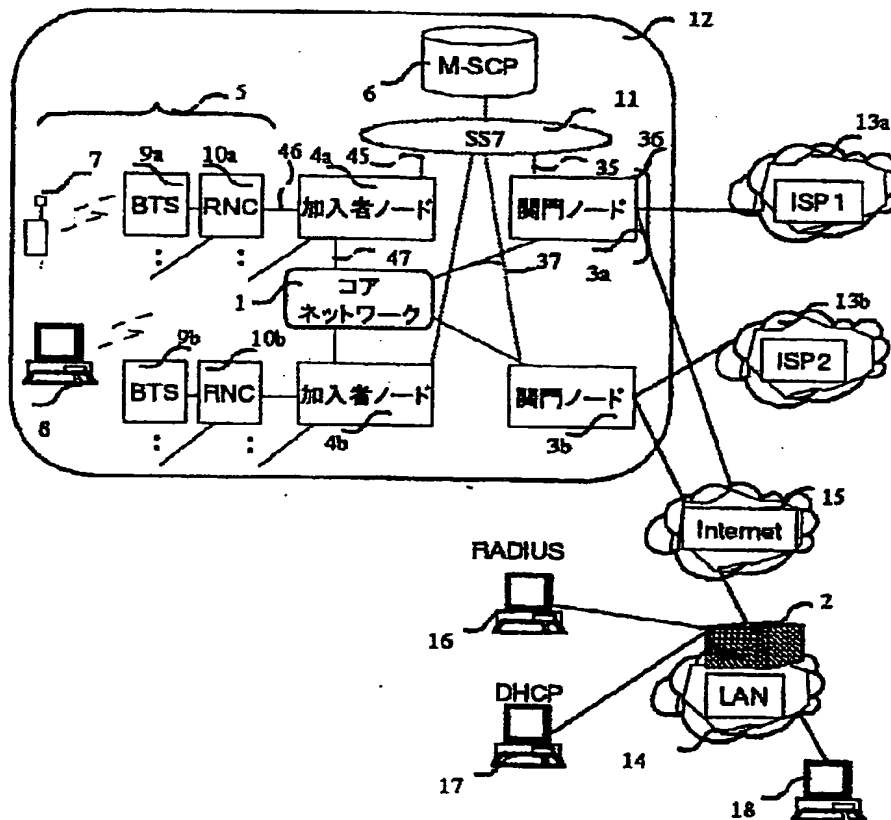 12
M-SCP
6
5
11
SS7
13a
7
9a
10a
46
4a
45
35
36
BTS
RNC
加入者ノード
関門ノード
ISP1
47
37
3a
1
コア
ネットワーク
13b
9b
10b
BTS
RNC
加入者ノード
関門ノード
ISP2
8
4b
3b
15
Internet
RADIUS
2
16
DHCP
LAN
17
14
18